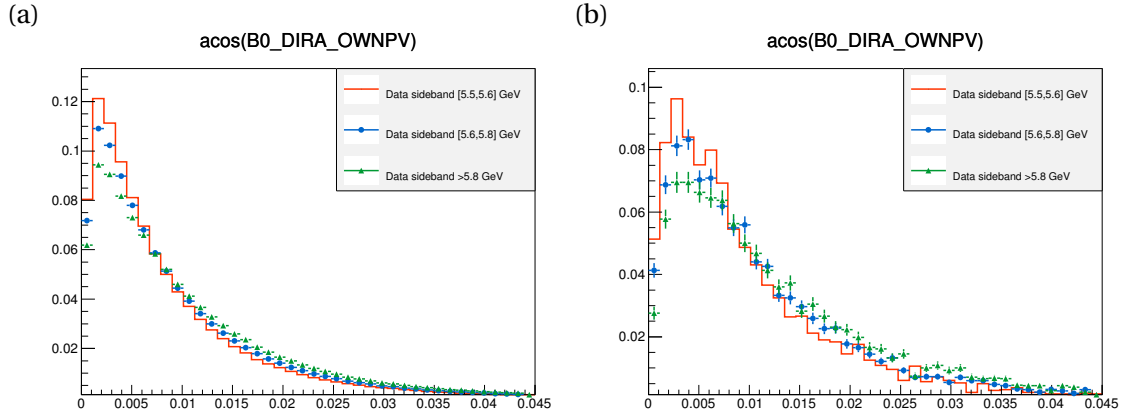 (a)
acos(B0_DIRA_OWNPV)
Data sideband [5.5,5.6] GeV
Data sideband [5.6,5.8] GeV
Data sideband >5.8 GeV
0.12
0.1
0.08
0.06
0.04
0.02
0 0.005 0.01 0.015 0.02 0.025 0.03 0.035 0.04 0.045
(b)
acos(B0_DIRA_OWNPV)
Data sideband [5.5,5.6] GeV
Data sideband [5.6,5.8] GeV
Data sideband >5.8 GeV
0.1
0.08
0.06
0.04
0.02
0 0.005 0.01 0.015 0.02 0.025 0.03 0.035 0.04 0.045